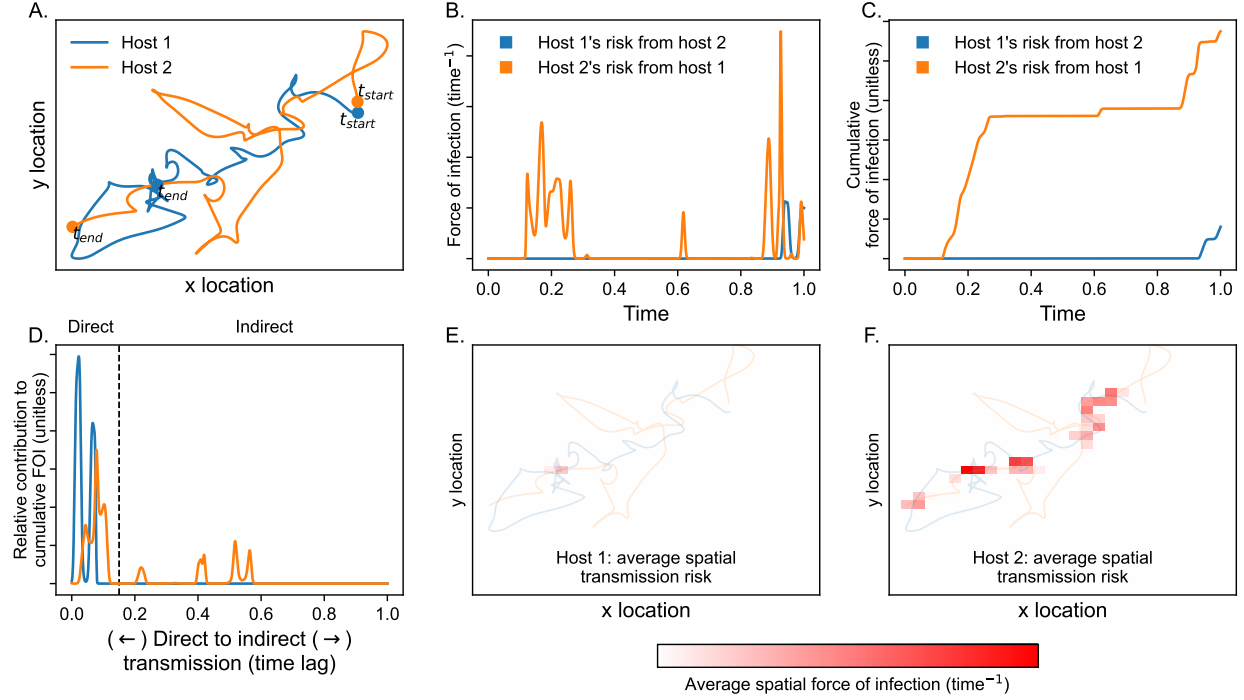 A.
Host 1
Host 2
t_start
t_start
t_end
t_end
y location
x location
B.
Host 1's risk from host 2
Host 2's risk from host 1
Force of infection (time⁻¹)
0.0 0.2 0.4 0.6 0.8 1.0
Time
C.
Host 1's risk from host 2
Host 2's risk from host 1
Cumulative
force of infection (unitless)
0.0 0.2 0.4 0.6 0.8 1.0
Time
D.
Direct
Indirect
Relative contribution to
cumulative FOI (unitless)
0.0 0.2 0.4 0.6 0.8 1.0
(←) Direct to indirect (→)
transmission (time lag)
E.
y location
Host 1: average spatial
transmission risk
x location
F.
y location
Host 2: average spatial
transmission risk
x location
Average spatial force of infection (time⁻¹)